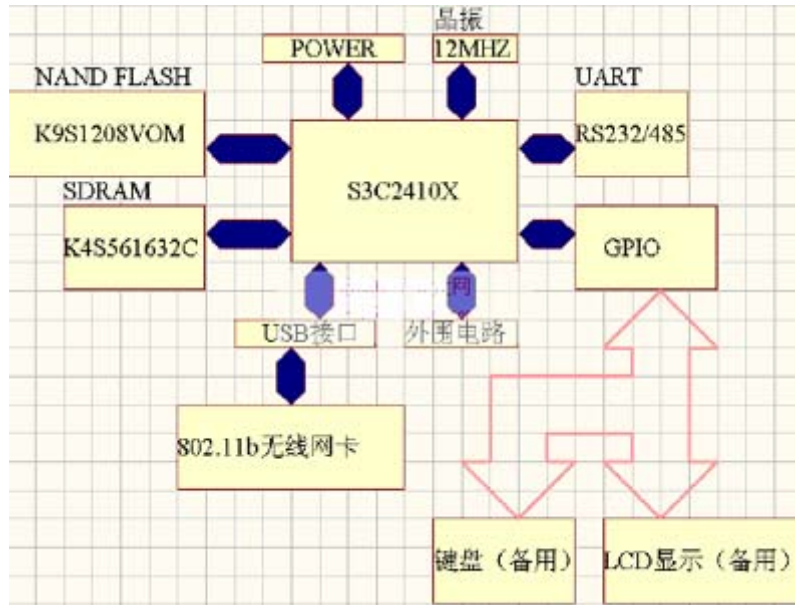 晶振
POWER
12MHZ
NAND FLASH
UART
K9S1208VOM
RS232/485
S3C2410X
SDRAM
K4S561632C
GPIO
网
USB接口
外围电路
802.11b无线网卡
键盘（备用）
LCD显示（备用）